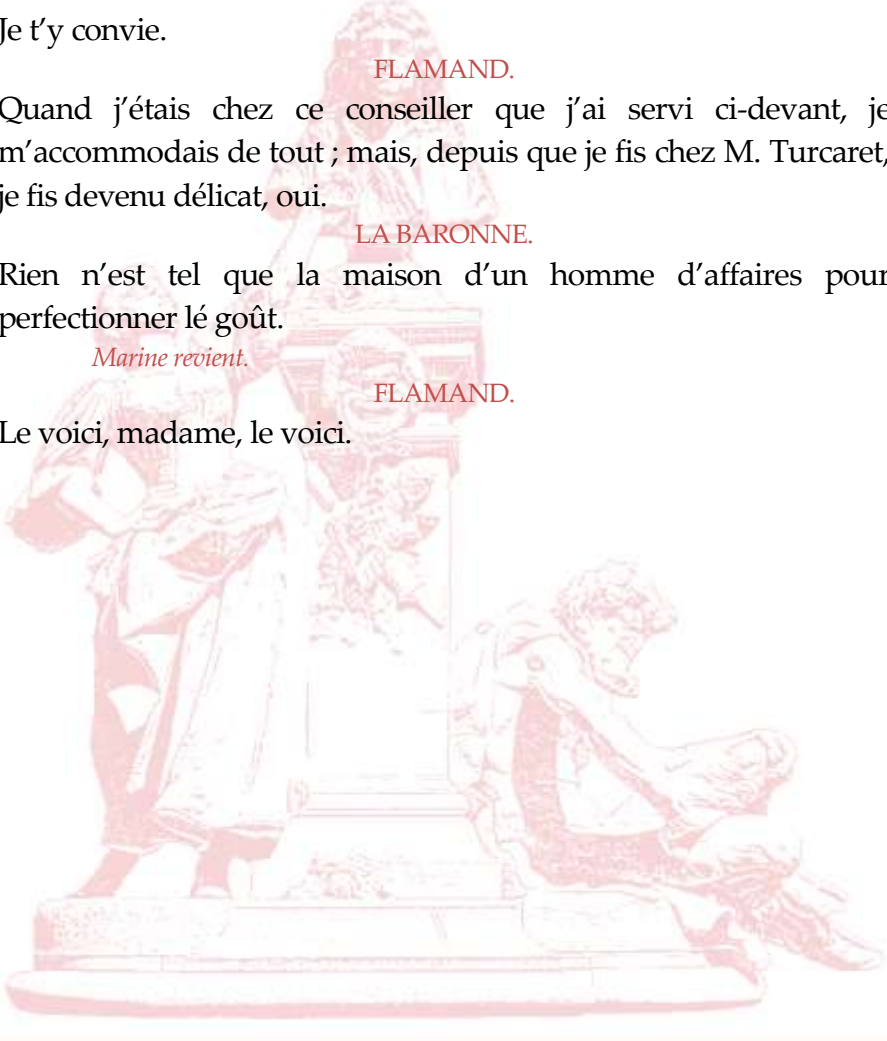 Je t’y convie.
FLAMAND.
Quand j’étais chez ce conseiller que j’ai servi ci-devant, je
m’accommodais de tout ; mais, depuis que je fis chez M. Turcaret,
je fis devenu délicat, oui.
LA BARONNE.
Rien n’est tel que la maison d’un homme d’affaires pour
perfectionner lé goût.
Marine revient.
FLAMAND.
Le voici, madame, le voici.